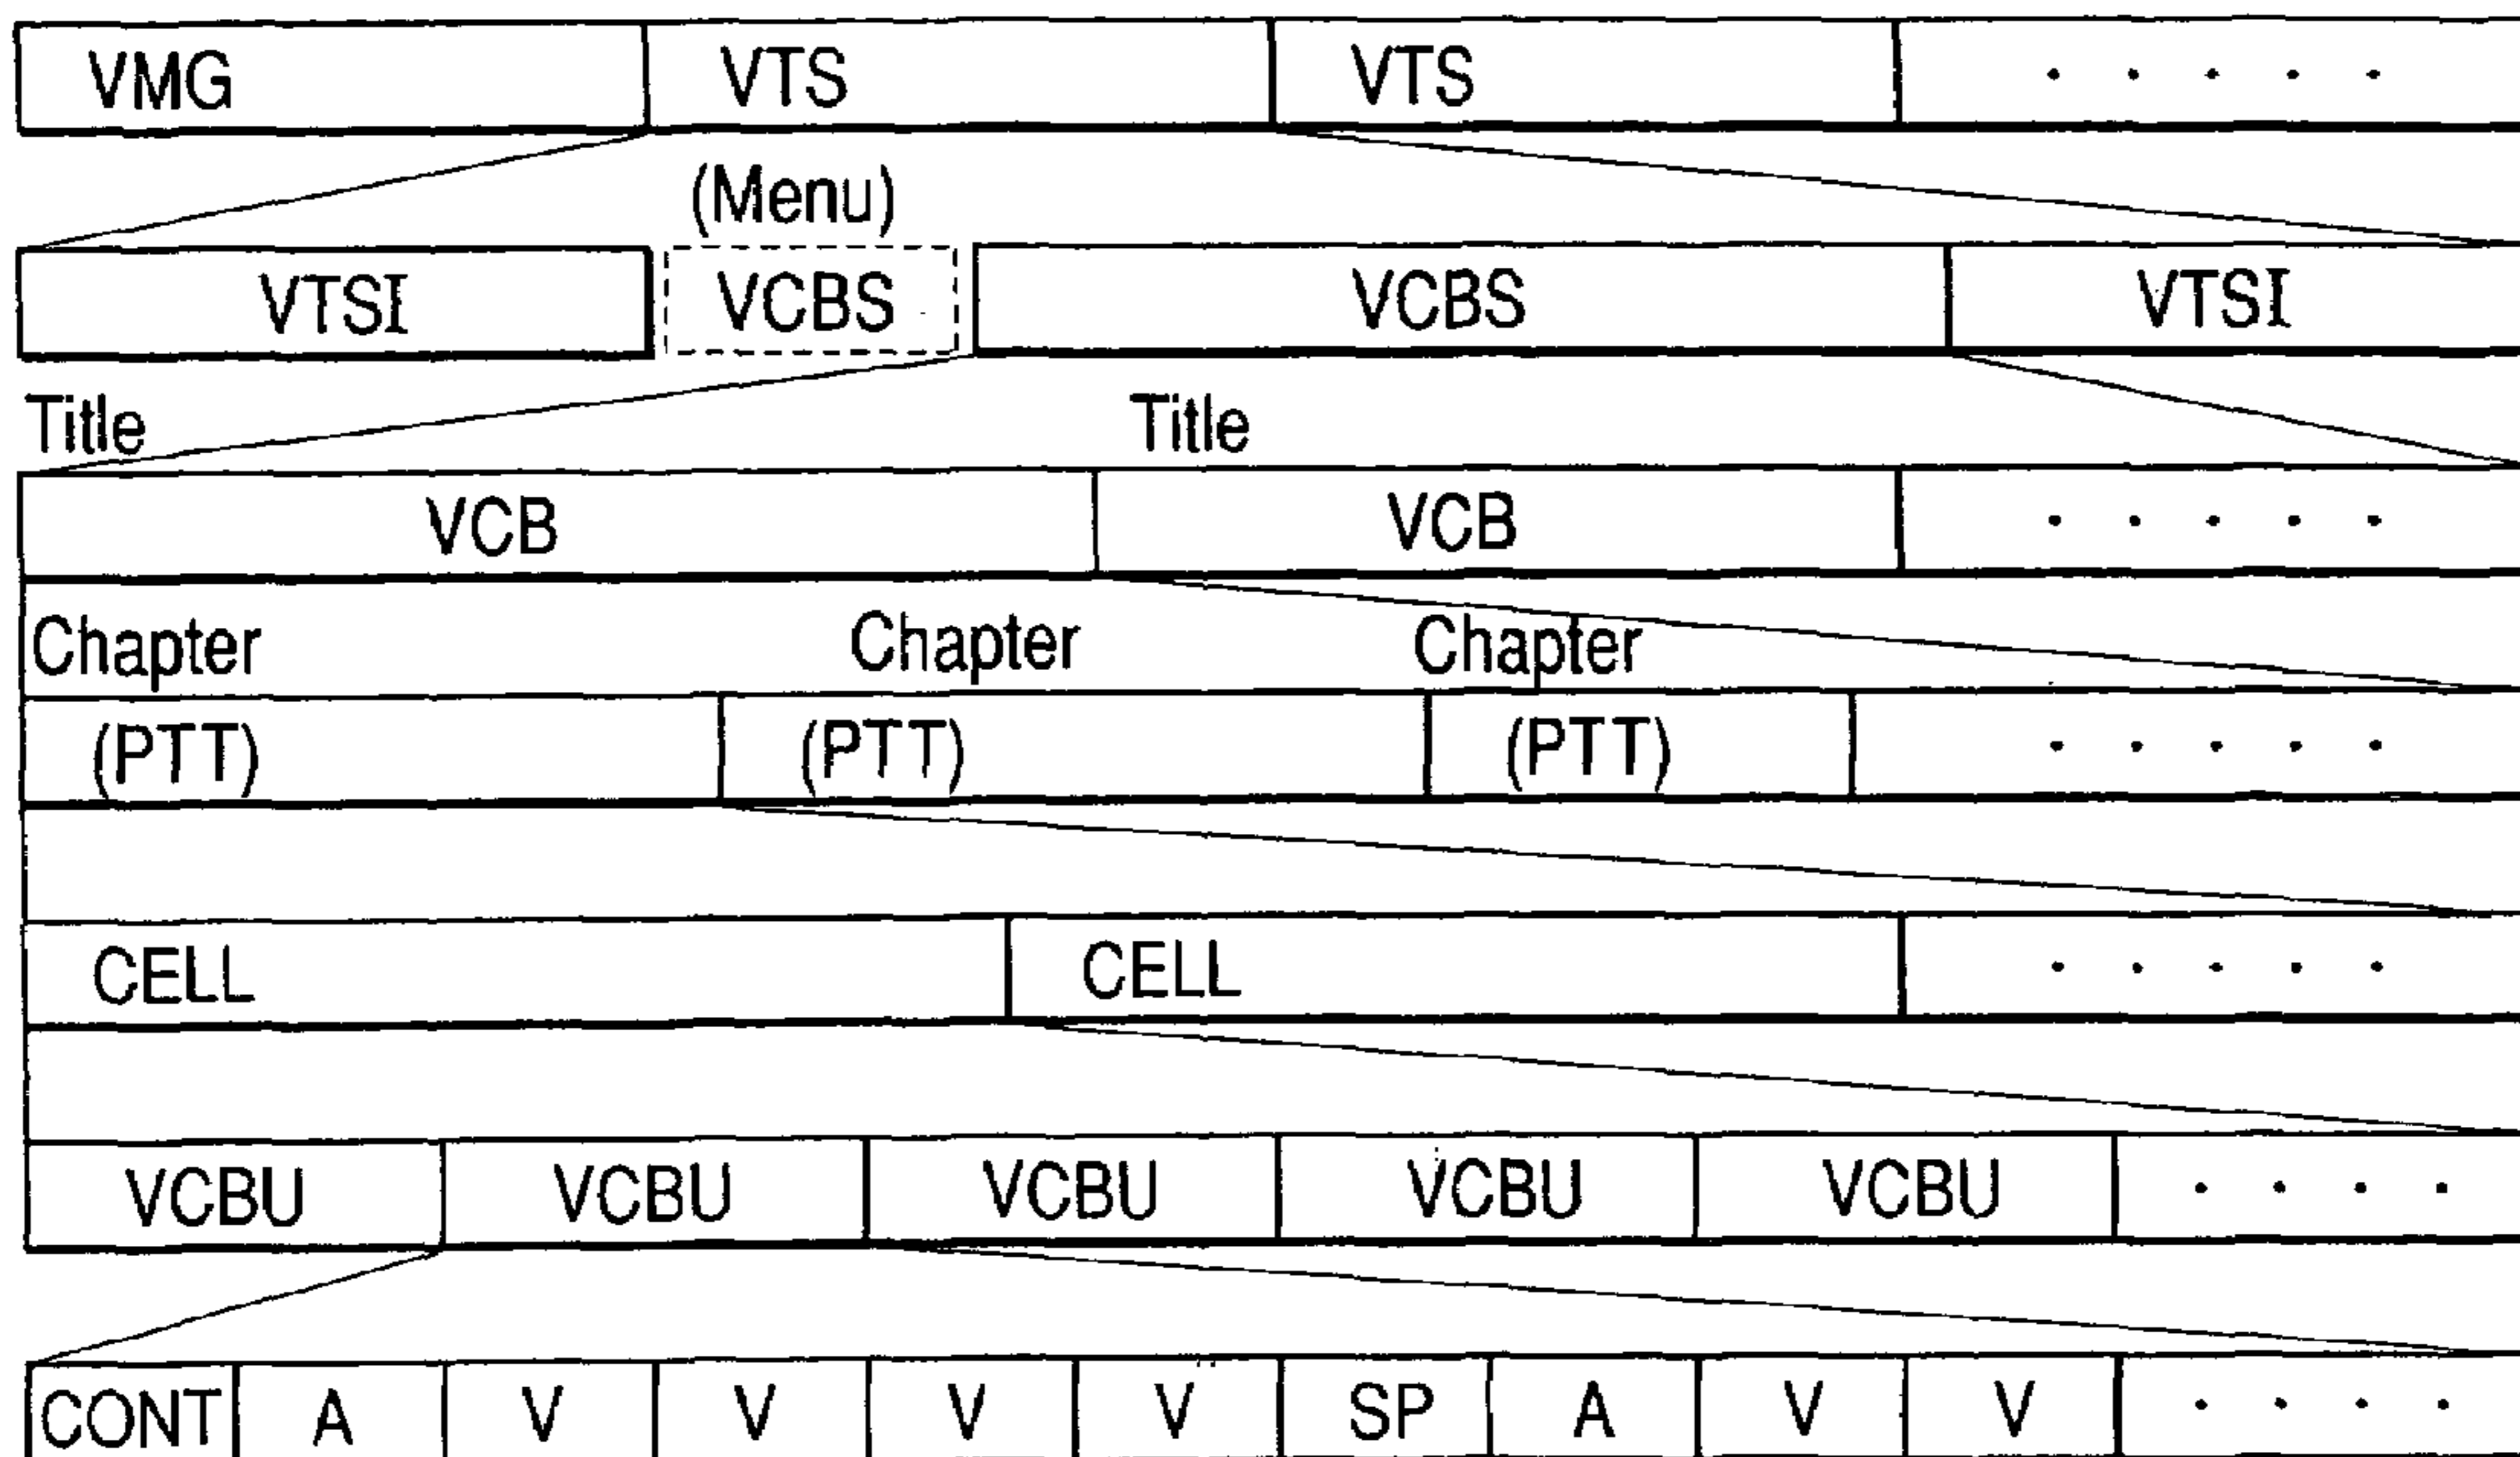 VMG VTS VTS . . . . .
(Menu)
VTSI VCBS VCBS VTSI
Title Title
VCB VCB . . . . .
Chapter Chapter Chapter
(PTT) (PTT) (PTT) . . . . .
CELL CELL . . . . .
VCBU VCBU VCBU VCBU VCBU . . . .
CONT A V V V V SP A V V . . . .